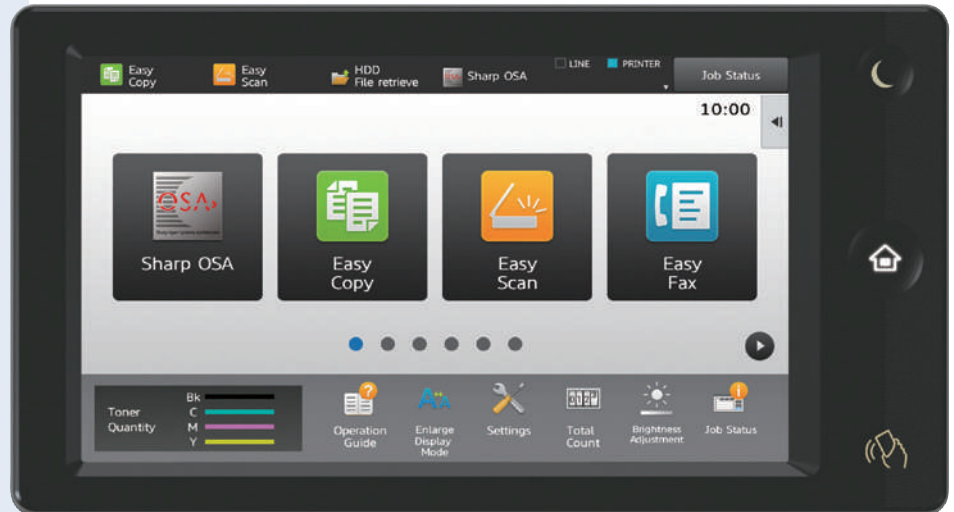 Easy
Copy
Easy
Scan
HDD
File retrieve
Sharp OSA
LINE
PRINTER
Job Status
10:00
OSA
Sharp OSA
Easy
Copy
Easy
Scan
Easy
Fax
Toner
Quantity
Bk
C
M
Y
Operation
Guide
Enlarge
Display
Mode
Settings
Total
Count
Brightness
Adjustment
Job Status